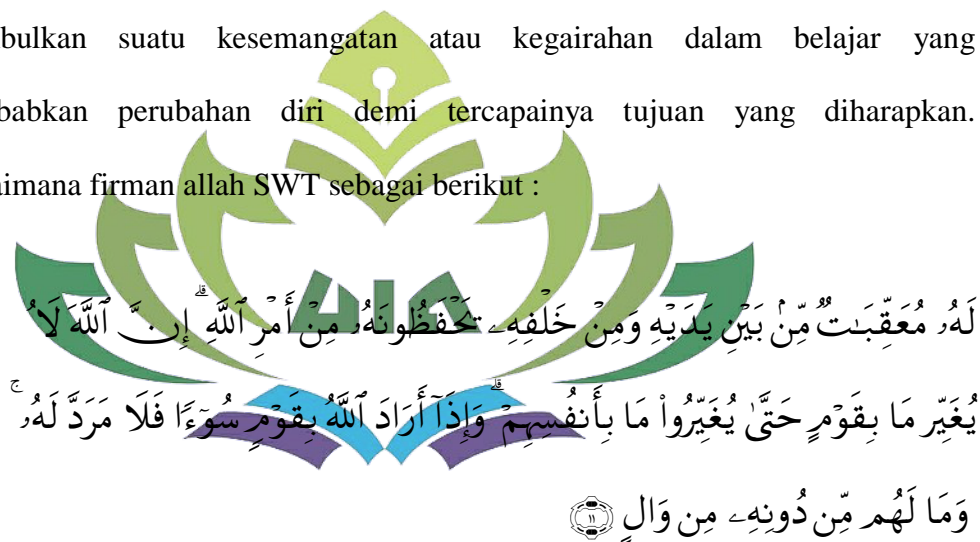 bulkan suatu kesemangatan atau kegairahan dalam belajar yang
babkan perubahan diri demi tercapainya tujuan yang diharapkan.
aimana firman allah SWT sebagai berikut :
لَهُۥ مُعَقِّبَـٰتٌ مِّنۢ بَيْنِ يَدَيْهِ وَمِنْ خَلْفِهِۦ تَحْفَظُونَهُۥ مِنْ أَمْرِ ٱللَّهِ ۗ إِنَّ ٱللَّهَ لَا
يُغَيِّر مَا بِقَوْمٍ حَتَّىٰ يُغَيِّرُوا۟ مَا بِأَنفُسِهِمْ ۗ وَإِذَآ أَرَادَ ٱللَّهُ بِقَوْمٍ سُوٓءًا فَلَا مَرَدَّ لَهُۥ ۚ
وَمَا لَهُم مِّن دُونِهِۦ مِن وَالٍ ۝١١